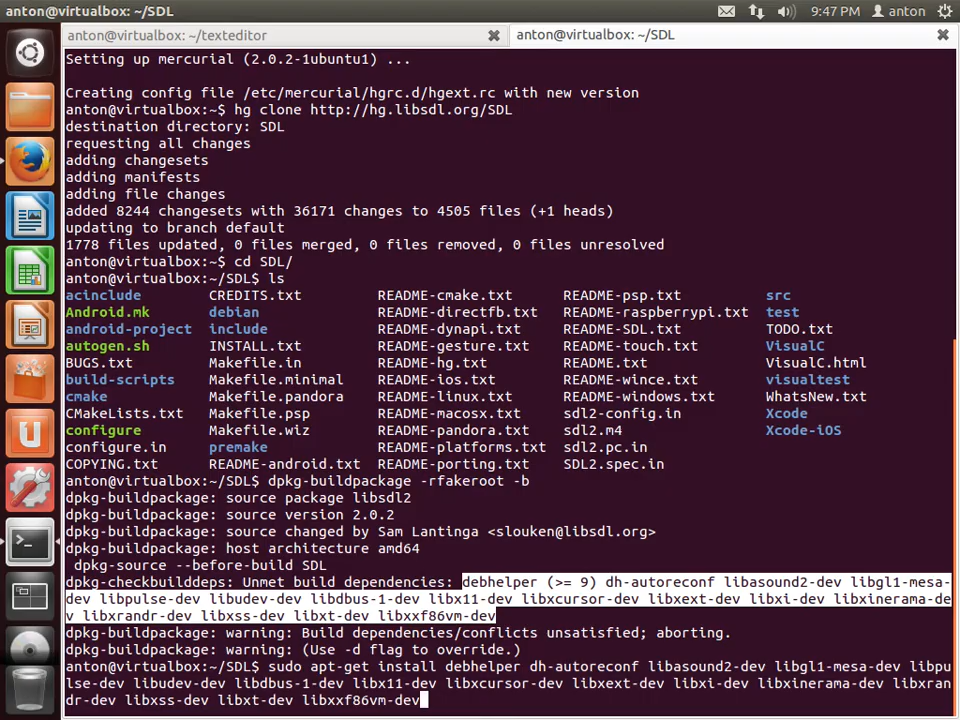 anton@virtualbox: ~/SDL
9:47 PM
anton
anton@virtualbox: ~/texteditor
anton@virtualbox: ~/SDL
Setting up mercurial (2.0.2-1ubuntu1) ...
Creating config file /etc/mercurial/hgrc.d/hgext.rc with new version
anton@virtualbox:~$ hg clone http://hg.libsdl.org/SDL
destination directory: SDL
requesting all changes
adding changesets
adding manifests
adding file changes
added 8244 changesets with 36171 changes to 4505 files (+1 heads)
updating to branch default
1778 files updated, 0 files merged, 0 files removed, 0 files unresolved
anton@virtualbox:~$ cd SDL/
anton@virtualbox:~/SDL$ ls
acinclude CREDITS.txt README-cmake.txt README-psp.txt src
Android.mk debian README-directfb.txt README-raspberrypi.txt test
android-project include README-dynapi.txt README-SDL.txt TODO.txt
autogen.sh INSTALL.txt README-gesture.txt README-touch.txt VisualC
BUGS.txt Makefile.in README-hg.txt README.txt VisualC.html
build-scripts Makefile.minimal README-ios.txt README-wince.txt visualtest
cmake Makefile.pandora README-linux.txt README-windows.txt WhatsNew.txt
CMakeLists.txt Makefile.psp README-macosx.txt sdl2-config.in Xcode
configure Makefile.wiz README-pandora.txt sdl2.m4 Xcode-iOS
configure.in premake README-platforms.txt sdl2.pc.in
COPYING.txt README-android.txt README-porting.txt SDL2.spec.in
anton@virtualbox:~/SDL$ dpkg-buildpackage -rfakeroot -b
dpkg-buildpackage: source package libsdl2
dpkg-buildpackage: source version 2.0.2
dpkg-buildpackage: source changed by Sam Lantinga <slouken@libsdl.org>
dpkg-buildpackage: host architecture amd64
dpkg-source --before-build SDL
dpkg-checkbuilddeps: Unmet build dependencies: debhelper (>= 9) dh-autoreconf libasound2-dev libgl1-mesa-
dev libpulse-dev libudev-dev libdbus-1-dev libx11-dev libxcursor-dev libxext-dev libxi-dev libxinerama-de
v libxrandr-dev libxss-dev libxt-dev libxxf86vm-dev
dpkg-buildpackage: warning: Build dependencies/conflicts unsatisfied; aborting.
dpkg-buildpackage: warning: (Use -d flag to override.)
anton@virtualbox:~/SDL$ sudo apt-get install debhelper dh-autoreconf libasound2-dev libgl1-mesa-dev libpu
lse-dev libudev-dev libdbus-1-dev libx11-dev libxcursor-dev libxext-dev libxi-dev libxinerama-dev libxran
dr-dev libxss-dev libxt-dev libxxf86vm-dev